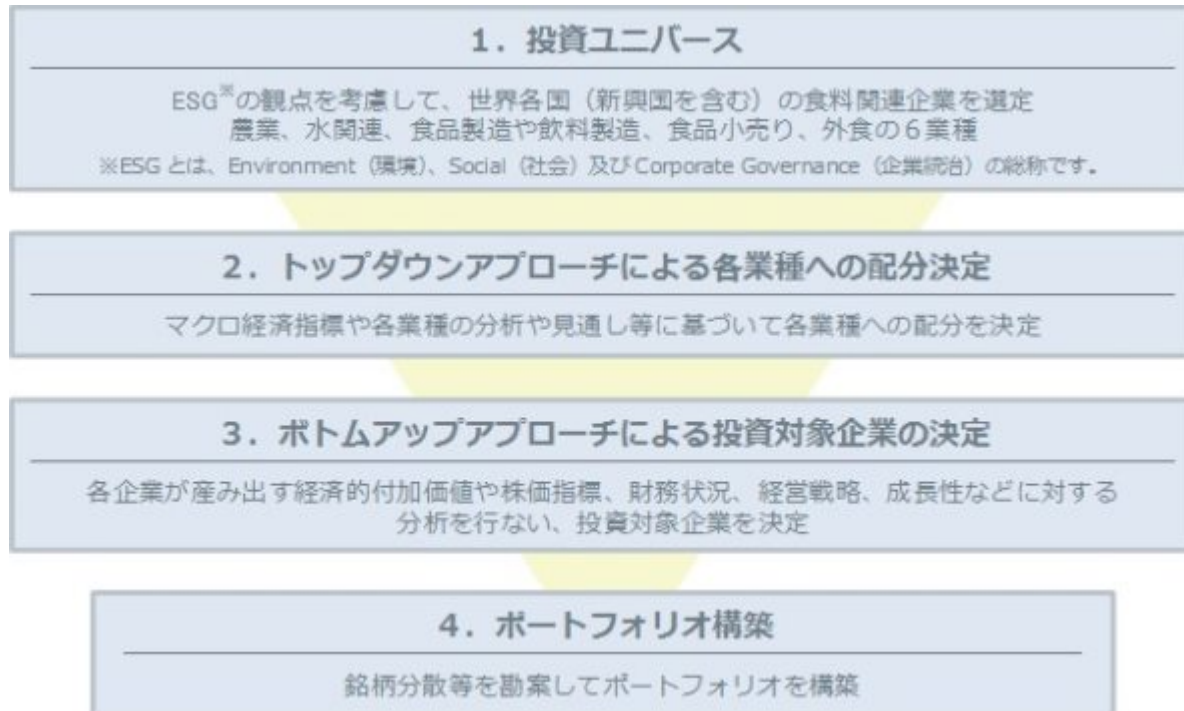 1．投資ユニバース
ESG※の観点を考慮して、世界各国（新興国を含む）の食料関連企業を選定
農業、水関連、食品製造や飲料製造、食品小売り、外食の６業種
※ESG とは、Environment（環境）、Social（社会）及び Corporate Governance（企業統治）の総称です。
2．トップダウンアプローチによる各業種への配分決定
マクロ経済指標や各業種の分析や見通し等に基づいて各業種への配分を決定
3．ボトムアップアプローチによる投資対象企業の決定
各企業が産み出す経済的付加価値や株価指標、財務状況、経営戦略、成長性などに対する
分析を行ない、投資対象企業を決定
4．ポートフォリオ構築
銘柄分散等を勘案してポートフォリオを構築